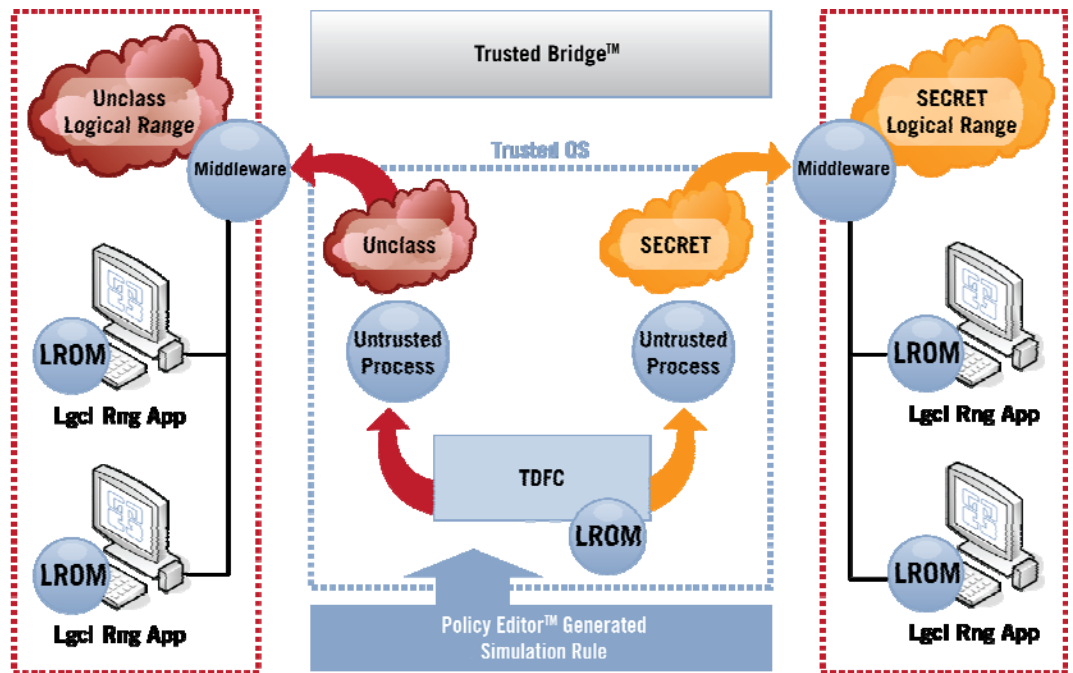 Trusted Bridge™
Unclass
Logical Range
Middleware
LROM
Lgcl Rng App
LROM
Lgcl Rng App
Trusted OS
Unclass
SECRET
Untrusted
Process
Untrusted
Process
TDFC
LROM
Policy Editor™ Generated
Simulation Rule
SECRET
Logical Range
Middleware
LROM
Lgcl Rng App
LROM
Lgcl Rng App